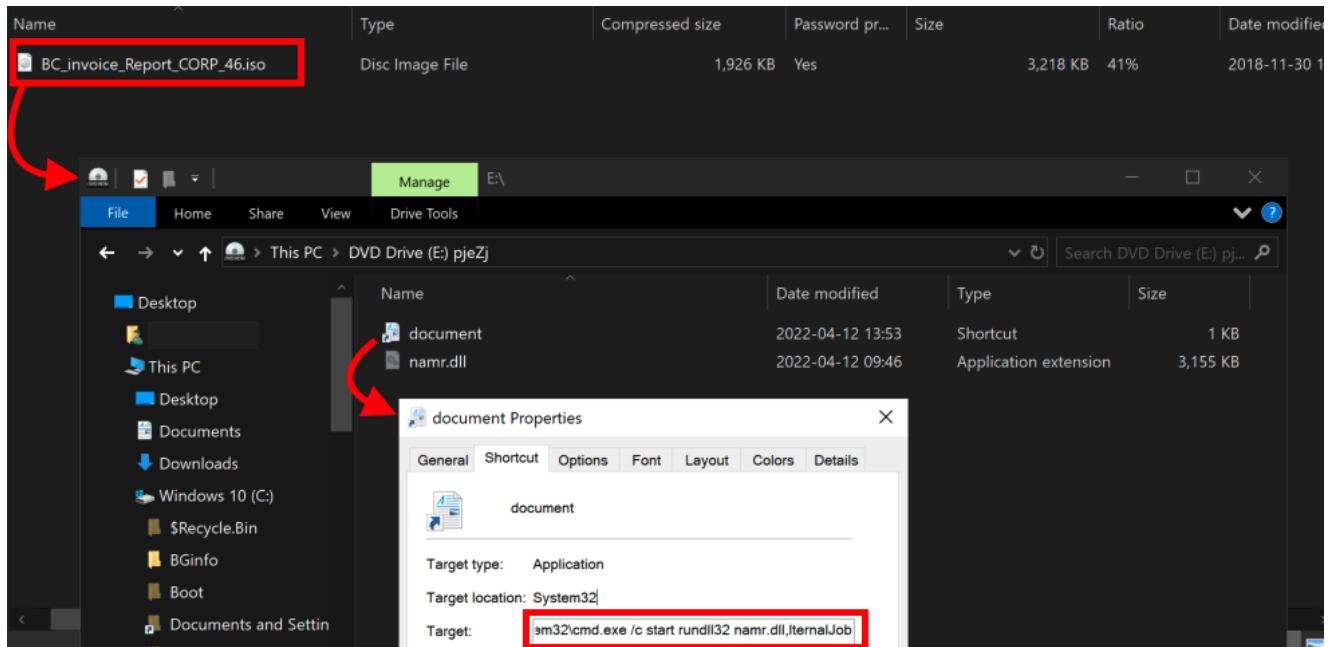 Name Type Compressed size Password pr... Size Ratio Date modified
BC_invoice_Report_CORP_46.iso Disc Image File 1,926 KB Yes 3,218 KB 41% 2018-11-30 1
Manage E:\
File Home Share View Drive Tools
This PC > DVD Drive (E:) pjeZj Search DVD Drive (E:) pj...
Name Date modified Type Size
Desktop
document 2022-04-12 13:53 Shortcut 1 KB
namr.dll 2022-04-12 09:46 Application extension 3,155 KB
This PC
Desktop
Documents
Downloads
Windows 10 (C:)
$Recycle.Bin
BGinfo
Boot
Documents and Settin
document Properties
General Shortcut Options Font Layout Colors Details
document
Target type: Application
Target location: System32
Target: em32\cmd.exe /c start rundll32 namr.dll,IternalJob